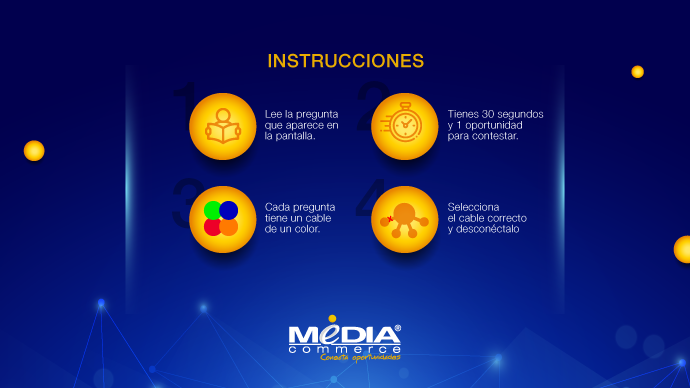 INSTRUCCIONES
1
Lee la pregunta
que aparece en
la pantalla.
2
Tienes 30 segundos
y 1 oportunidad
para contestar.
3
Cada pregunta
tiene un cable
de un color.
4
Selecciona
el cable correcto
y desconéctalo
MéDIA®
commerce
Conecta oportunidades